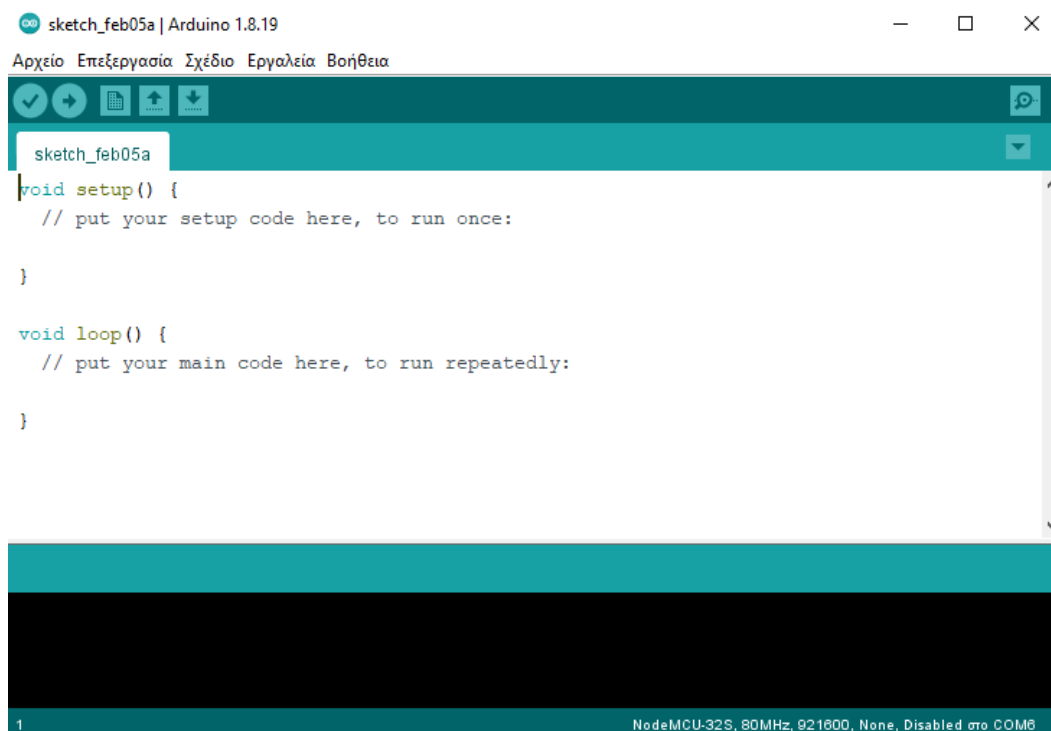 sketch_feb05a | Arduino 1.8.19
Αρχείο Επεξεργασία Σχέδιο Εργαλεία Βοήθεια
sketch_feb05a
void setup() {
  // put your setup code here, to run once:
}
void loop() {
  // put your main code here, to run repeatedly:
}
1 NodeMCU-32S, 80MHz, 921600, None, Disabled στο COM6